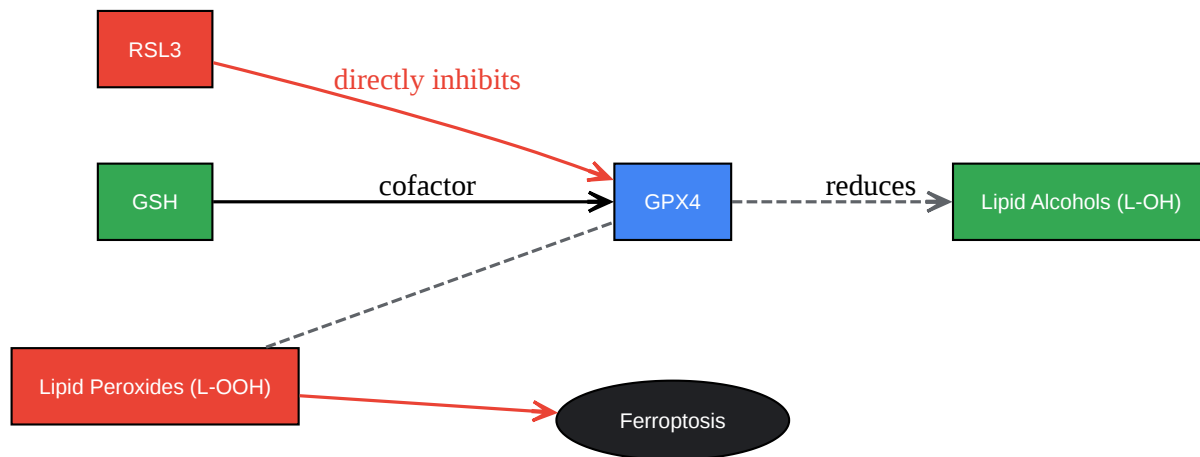 RSL3
directly inhibits
GSH
cofactor
GPX4
reduces
Lipid Alcohols (L-OH)
Lipid Peroxides (L-OOH)
Ferroptosis